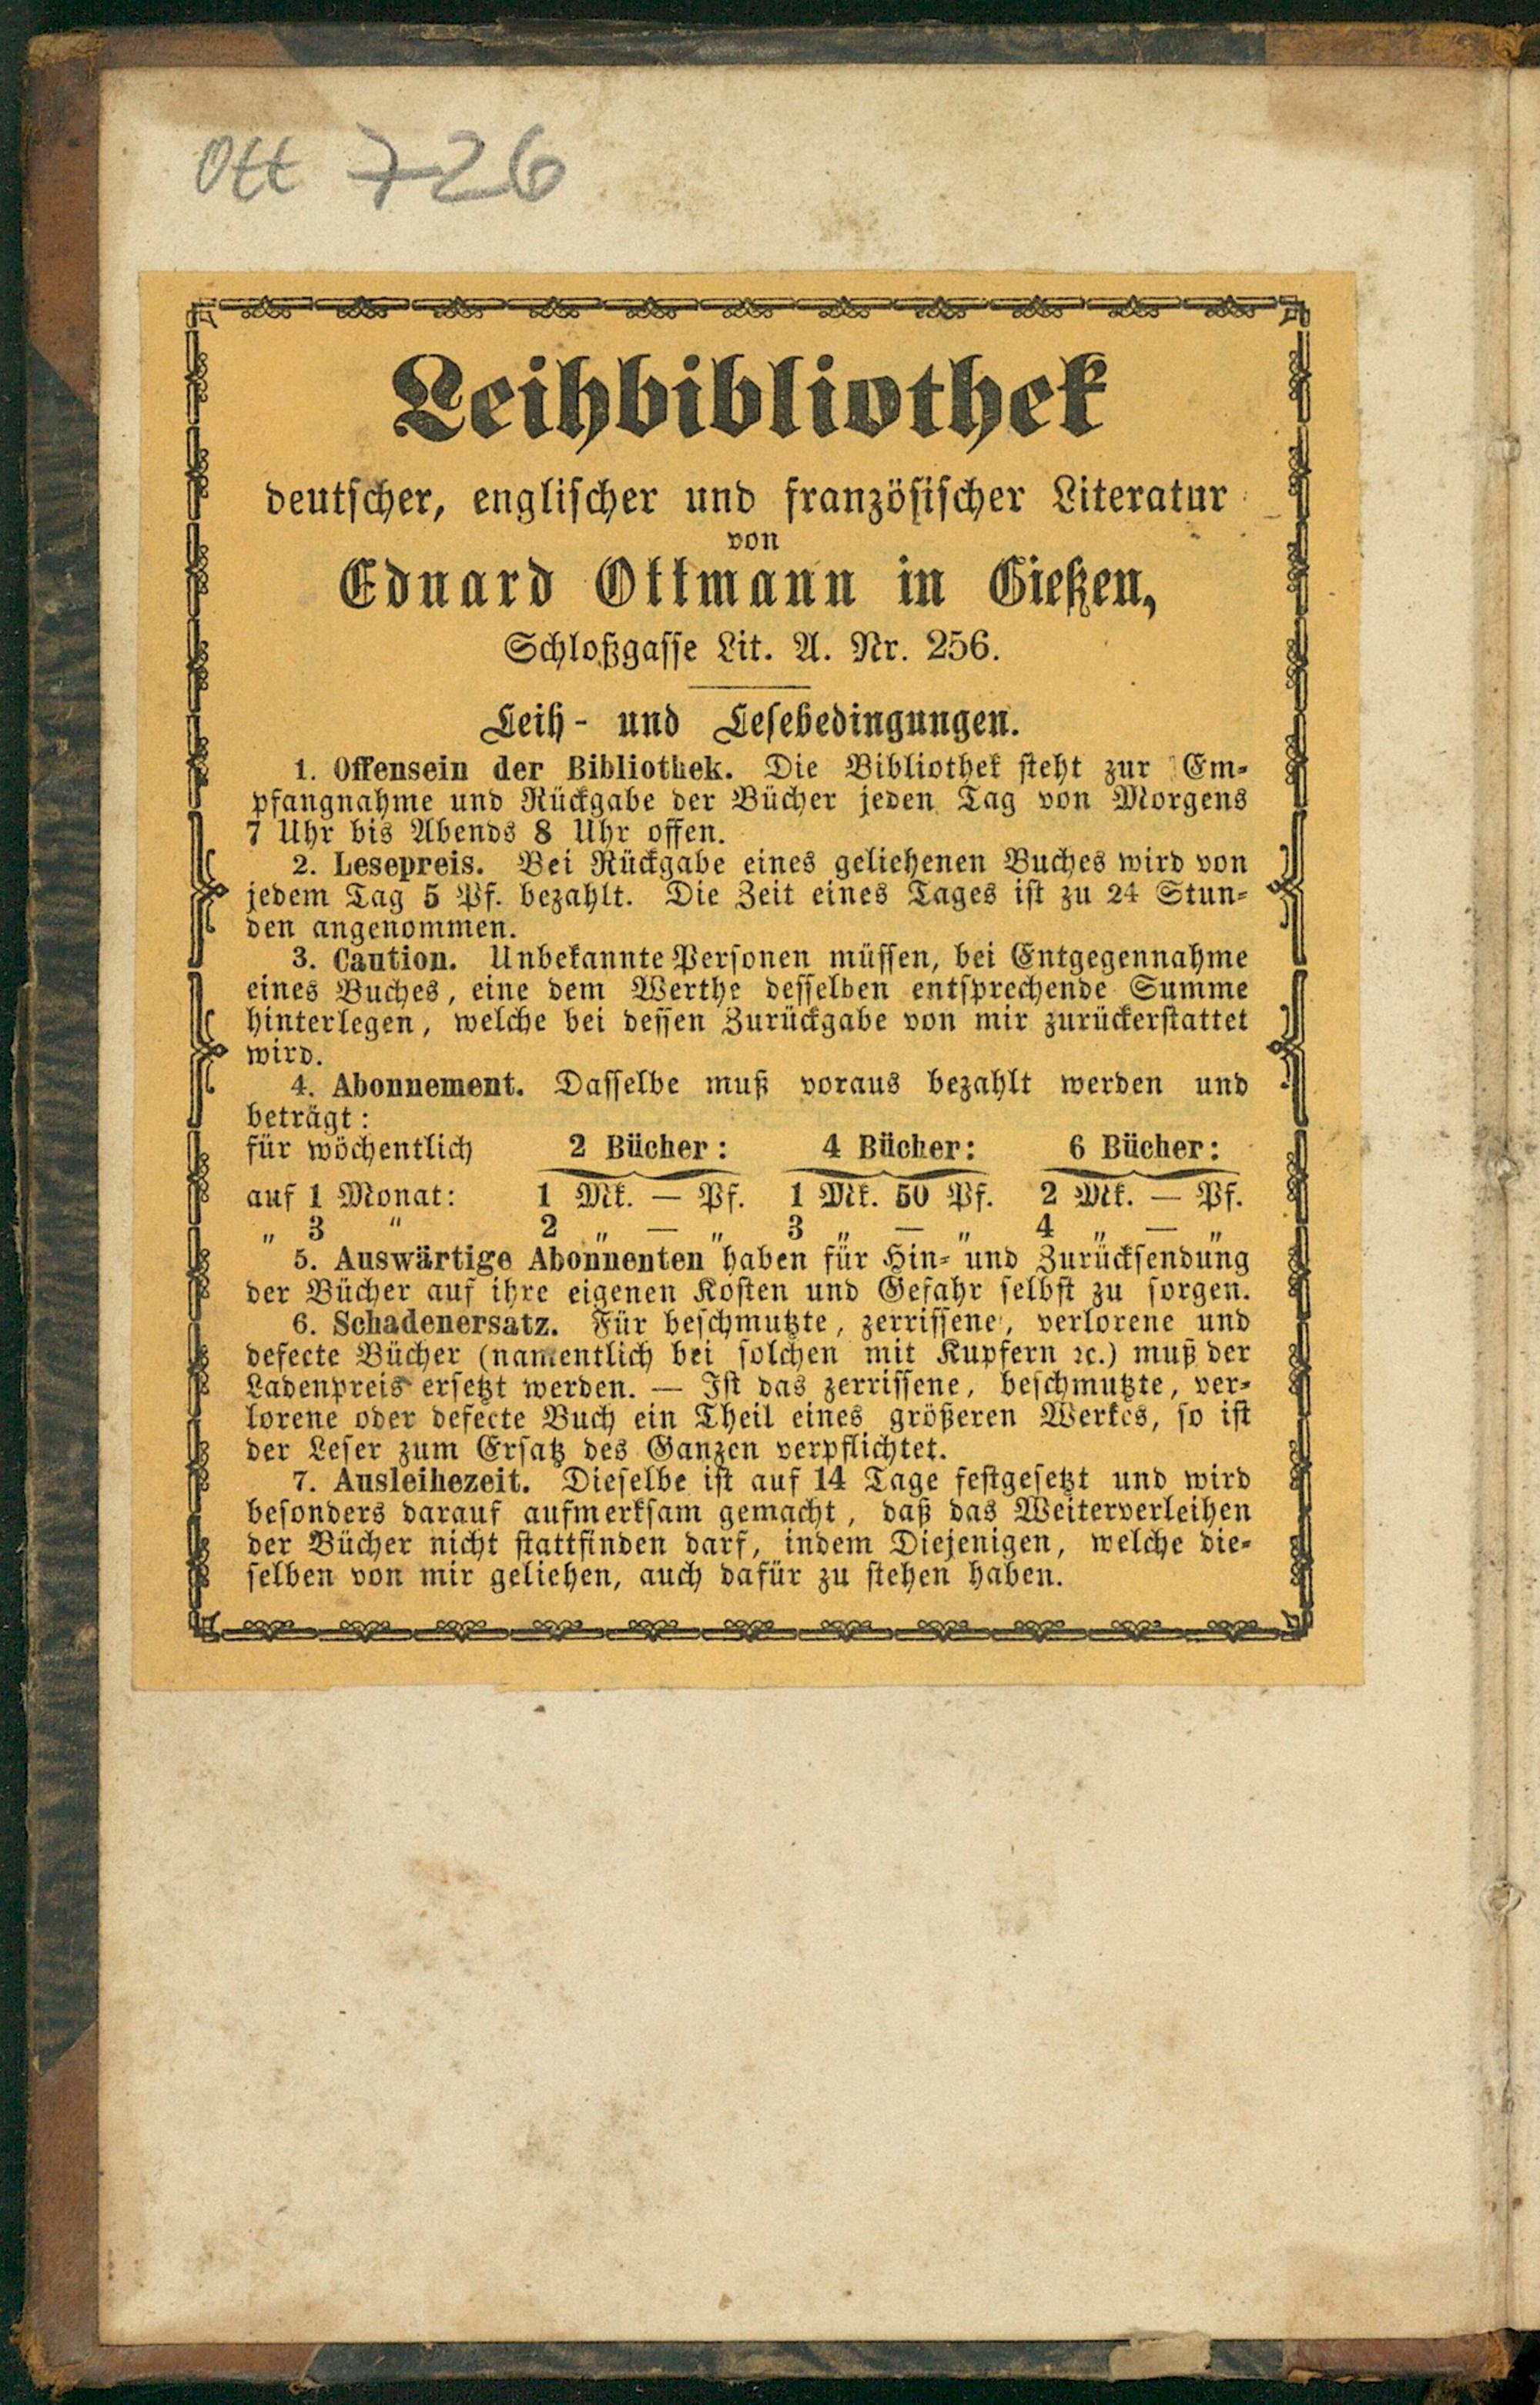 Ott 726
Leihbibliothek
deutscher, englischer und französischer Literatur
von
Eduard Ottmann in Gießen,
Schloßgasse Lit. A. Nr. 256.
Leih- und Lesebedingungen.
1. Offensein der Bibliothek. Die Bibliothek steht zur Em-
pfangnahme und Rückgabe der Bücher jeden Tag von Morgens
7 Uhr bis Abends 8 Uhr offen.
2. Lesepreis. Bei Rückgabe eines geliehenen Buches wird von
jedem Tag 5 Pf. bezahlt. Die Zeit eines Tages ist zu 24 Stun-
den angenommen.
3. Caution. Unbekannte Personen müssen, bei Entgegennahme
eines Buches, eine dem Werthe desselben entsprechende Summe
hinterlegen, welche bei dessen Zurückgabe von mir zurückerstattet
wird.
4. Abonnement. Dasselbe muß voraus bezahlt werden und
beträgt:
für wöchentlich 2 Bücher: 4 Bücher: 6 Bücher:
auf 1 Monat: 1 Mk. — Pf. 1 Mk. 50 Pf. 2 Mk. — Pf.
„ 3 „ 2 „ — „ 3 „ — „ 4 „ — „
5. Auswärtige Abonnenten haben für Hin- und Zurücksendung
der Bücher auf ihre eigenen Kosten und Gefahr selbst zu sorgen.
6. Schadenersatz. Für beschmutzte, zerrissene, verlorene und
defecte Bücher (namentlich bei solchen mit Kupfern ꝛc.) muß der
Ladenpreis ersetzt werden. — Ist das zerrissene, beschmutzte, ver-
lorene oder defecte Buch ein Theil eines größeren Werkes, so ist
der Leser zum Ersatz des Ganzen verpflichtet.
7. Ausleihezeit. Dieselbe ist auf 14 Tage festgesetzt und wird
besonders darauf aufmerksam gemacht, daß das Weiterverleihen
der Bücher nicht stattfinden darf, indem Diejenigen, welche die-
selben von mir geliehen, auch dafür zu stehen haben.